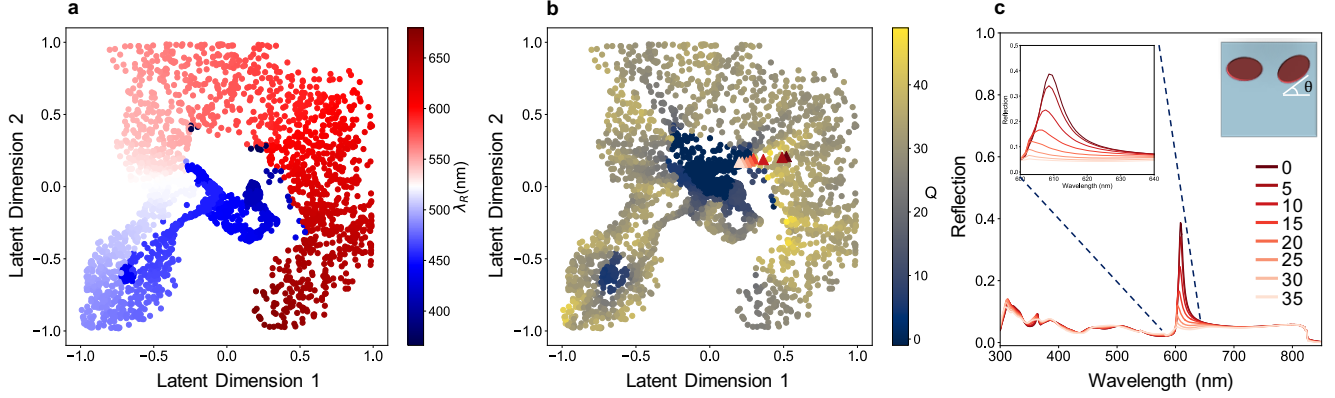 a
Latent Dimension 2
1.0
0.5
0.0
−0.5
−1.0
−1.0 −0.5 0.0 0.5 1.0
Latent Dimension 1
650
600
550
500
450
400
λR(nm)
b
Latent Dimension 2
1.0
0.5
0.0
−0.5
−1.0
−1.0 −0.5 0.0 0.5 1.0
Latent Dimension 1
40
30
20
10
0
Q
c
Reflection
1.0
0.8
0.6
0.4
0.2
0.0
300 400 500 600 700 800
Wavelength (nm)
Reflection
0.5
0.4
0.3
0.2
0.1
0.0
600 610 620 630 640
Wavelength (nm)
θ
0
5
10
15
20
25
30
35